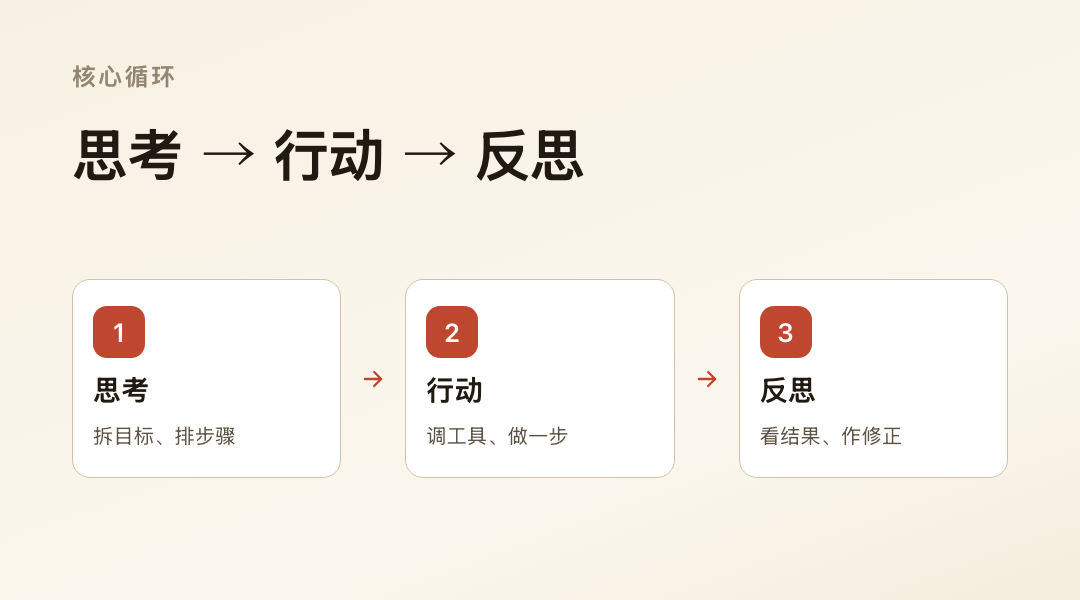 核心循环
思考 → 行动 → 反思
1
思考
拆目标、排步骤
→
2
行动
调工具、做一步
→
3
反思
看结果、作修正